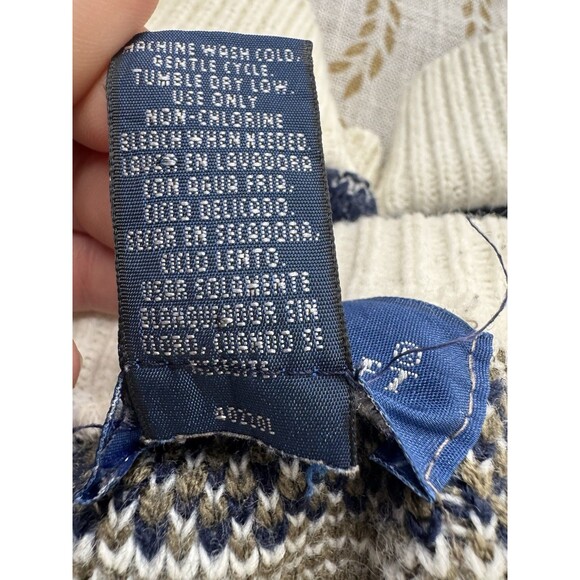 MACHINE WASH COLD.
GENTLE CYCLE.
TUMBLE DRY LOW.
USE ONLY
NON-CHLORINE
BLEACH WHEN NEEDED.
LAVAR EN LAVADORA
CON AGUA FRIA.
CICLO DELICADO.
SECAR EN SECADORA.
CICLO LENTO.
USAR SOLAMENTE
BLANQUEADOR SIN
CLORO, CUANDO SE
NECESITE.